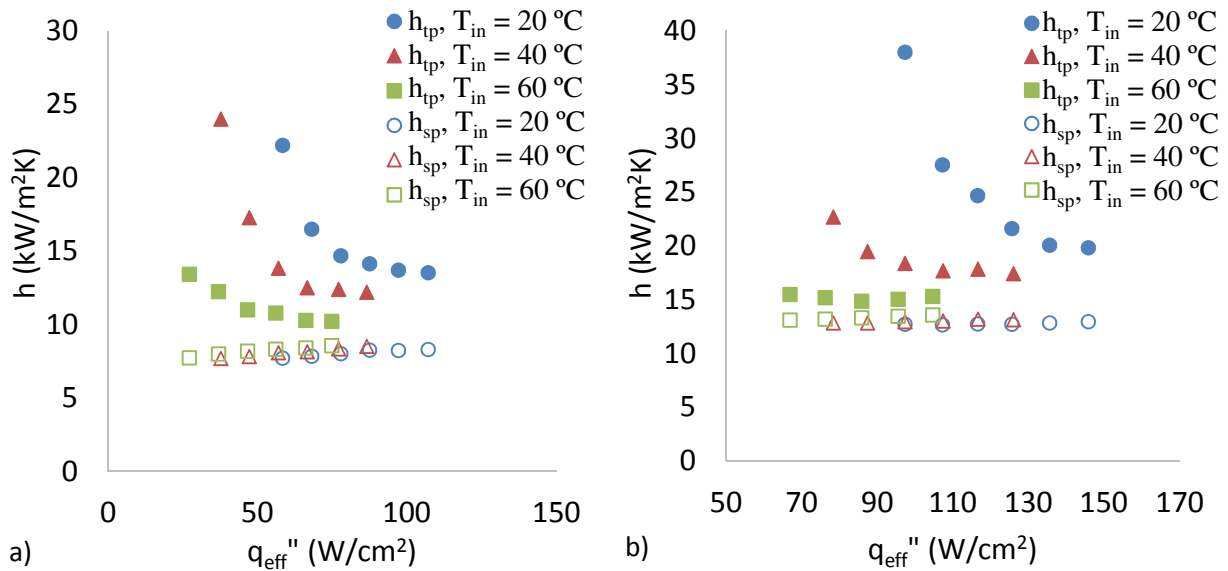 30
25
20
15
10
5
0
h (kW/m²K)
0 50 100 150
q_eff'' (W/cm²)
a)
h_tp, T_in = 20 ºC
h_tp, T_in = 40 ºC
h_tp, T_in = 60 ºC
h_sp, T_in = 20 ºC
h_sp, T_in = 40 ºC
h_sp, T_in = 60 ºC
40
35
30
25
20
15
10
5
0
h (kW/m²K)
50 70 90 110 130 150 170
q_eff'' (W/cm²)
b)
h_tp, T_in = 20 ºC
h_tp, T_in = 40 ºC
h_tp, T_in = 60 ºC
h_sp, T_in = 20 ºC
h_sp, T_in = 40 ºC
h_sp, T_in = 60 ºC